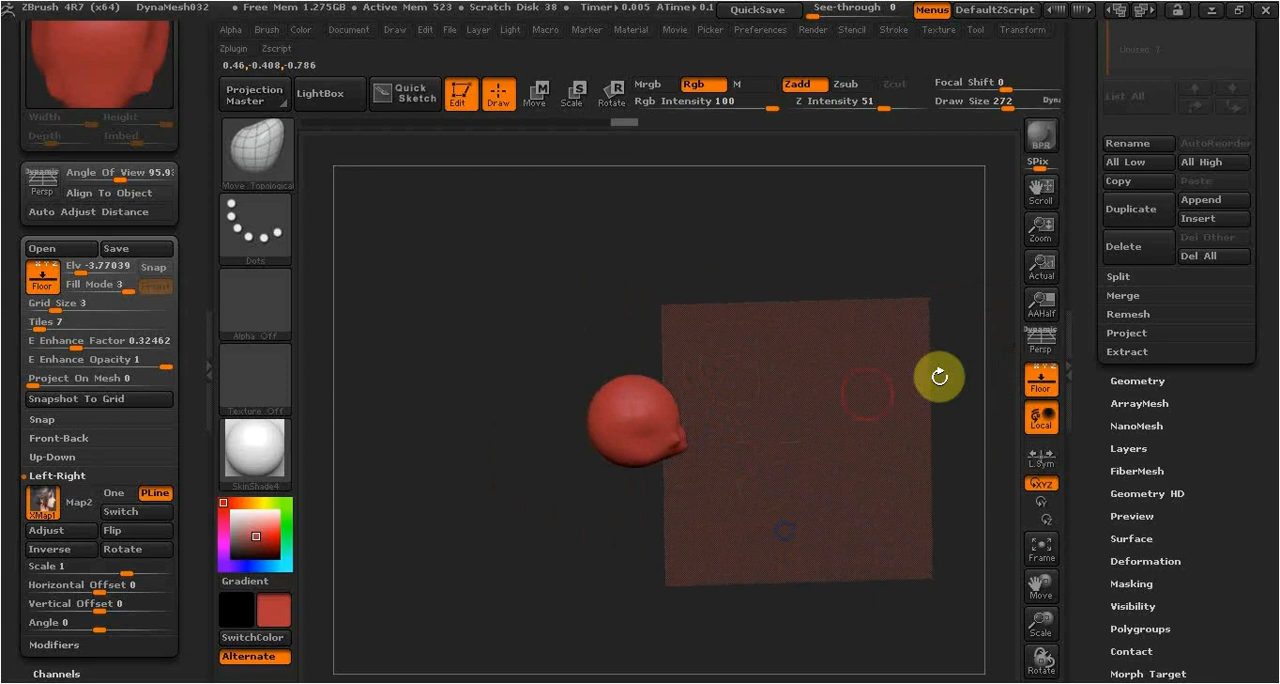 ZBrush 4R7 (x64) DynaMesh032 • Free Mem 1.275GB • Active Mem 523 • Scratch Disk 38 • Timer▸0.005 ATime▸0.1 QuickSave See-through 0 Menus DefaultZScript
Alpha Brush Color Document Draw Edit File Layer Light Macro Marker Material Movie Picker Preferences Render Stencil Stroke Texture Tool Transform
Zplugin Zscript
0.46,-0.408,-0.786
Projection Master
LightBox
Quick Sketch
Edit
Draw
Move
Scale
Rotate
Mrgb Rgb M
Rgb Intensity 100
Zadd Zsub Zcut
Z Intensity 51
Focal Shift 0
Draw Size 272 Dyn
Width Height
Depth Imbed
Dynamic
Persp
Angle Of View 95.9
Align To Object
Auto Adjust Distance
Open Save
X Y Z
Floor
Elv -3.77039 Snap
Fill Mode 3 Front
Grid Size 3
Tiles 7
E Enhance Factor 0.32462
E Enhance Opacity 1
Project On Mesh 0
Snapshot To Grid
Snap
Front-Back
Up-Down
Left-Right
XMap1
Map2
One PLine
Switch
Adjust Flip
Inverse Rotate
Scale 1
Horizontal Offset 0
Vertical Offset 0
Angle 0
Modifiers
Channels
Move Topological
Dots
Alpha Off
Texture Off
SkinShade4
Gradient
SwitchColor
Alternate
BPR
SPix
Scroll
Zoom
Actual
AAHalf
Dynamic
Persp
X Y Z
Floor
Local
L.Sym
XYZ
Y
Z
Frame
Move
Scale
Rotate
List All
Rename AutoReorder
All Low All High
Copy Paste
Duplicate
Append
Insert
Delete
Del Other
Del All
Split
Merge
Remesh
Project
Extract
Geometry
ArrayMesh
NanoMesh
Layers
FiberMesh
Geometry HD
Preview
Surface
Deformation
Masking
Visibility
Polygroups
Contact
Morph Target